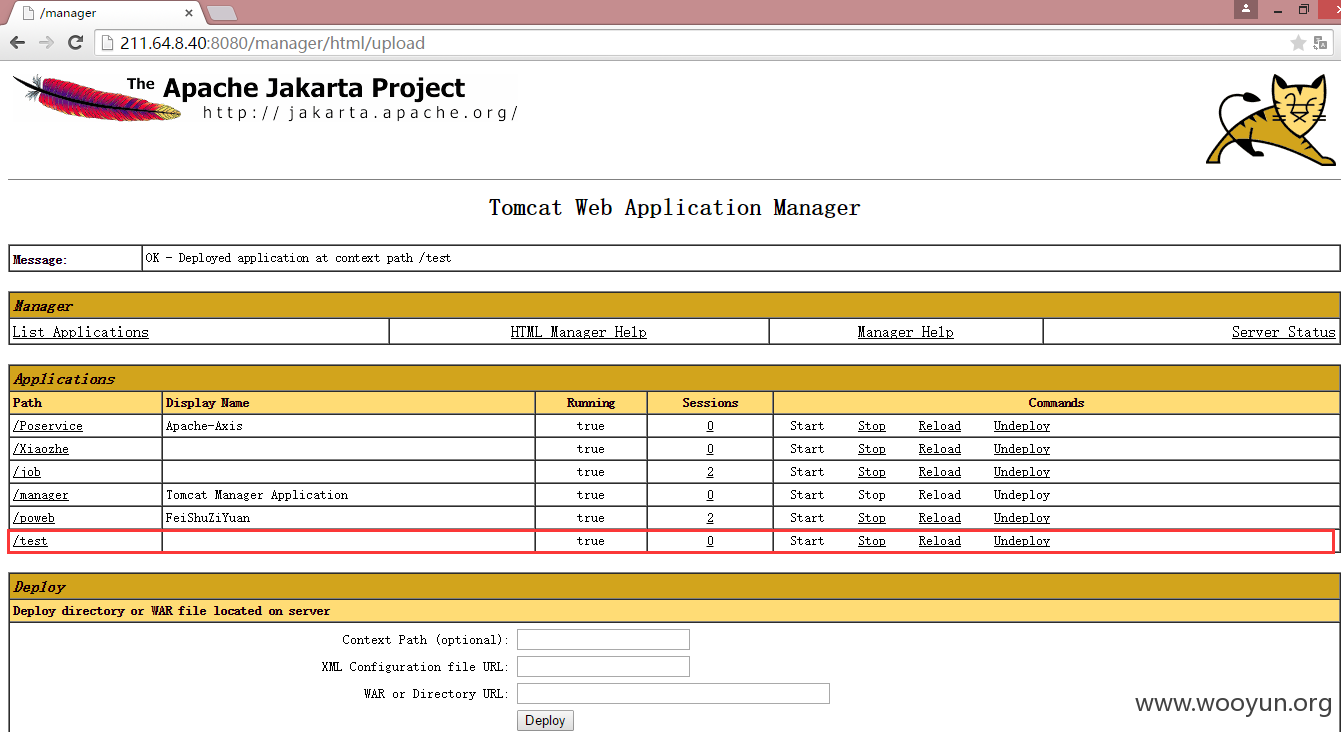 /manager
211.64.8.40:8080/manager/html/upload
The Apache Jakarta Project
http://jakarta.apache.org/
Tomcat Web Application Manager
Message: OK - Deployed application at context path /test
Manager
List Applications HTML Manager Help Manager Help Server Status
Applications
Path Display Name Running Sessions Commands
/Poservice Apache-Axis true 0 Start Stop Reload Undeploy
/Xiaozhe true 0 Start Stop Reload Undeploy
/job true 2 Start Stop Reload Undeploy
/manager Tomcat Manager Application true 0 Start Stop Reload Undeploy
/poweb FeiShuZiYuan true 2 Start Stop Reload Undeploy
/test true 0 Start Stop Reload Undeploy
Deploy
Deploy directory or WAR file located on server
Context Path (optional):
XML Configuration file URL:
WAR or Directory URL:
Deploy
www.wooyun.org